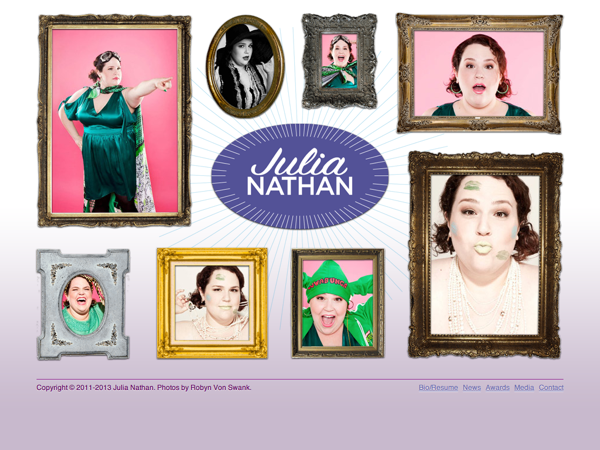 Julia
NATHAN
Copyright © 2011-2013 Julia Nathan. Photos by Robyn Von Swank.
Bio/Resume News Awards Media Contact